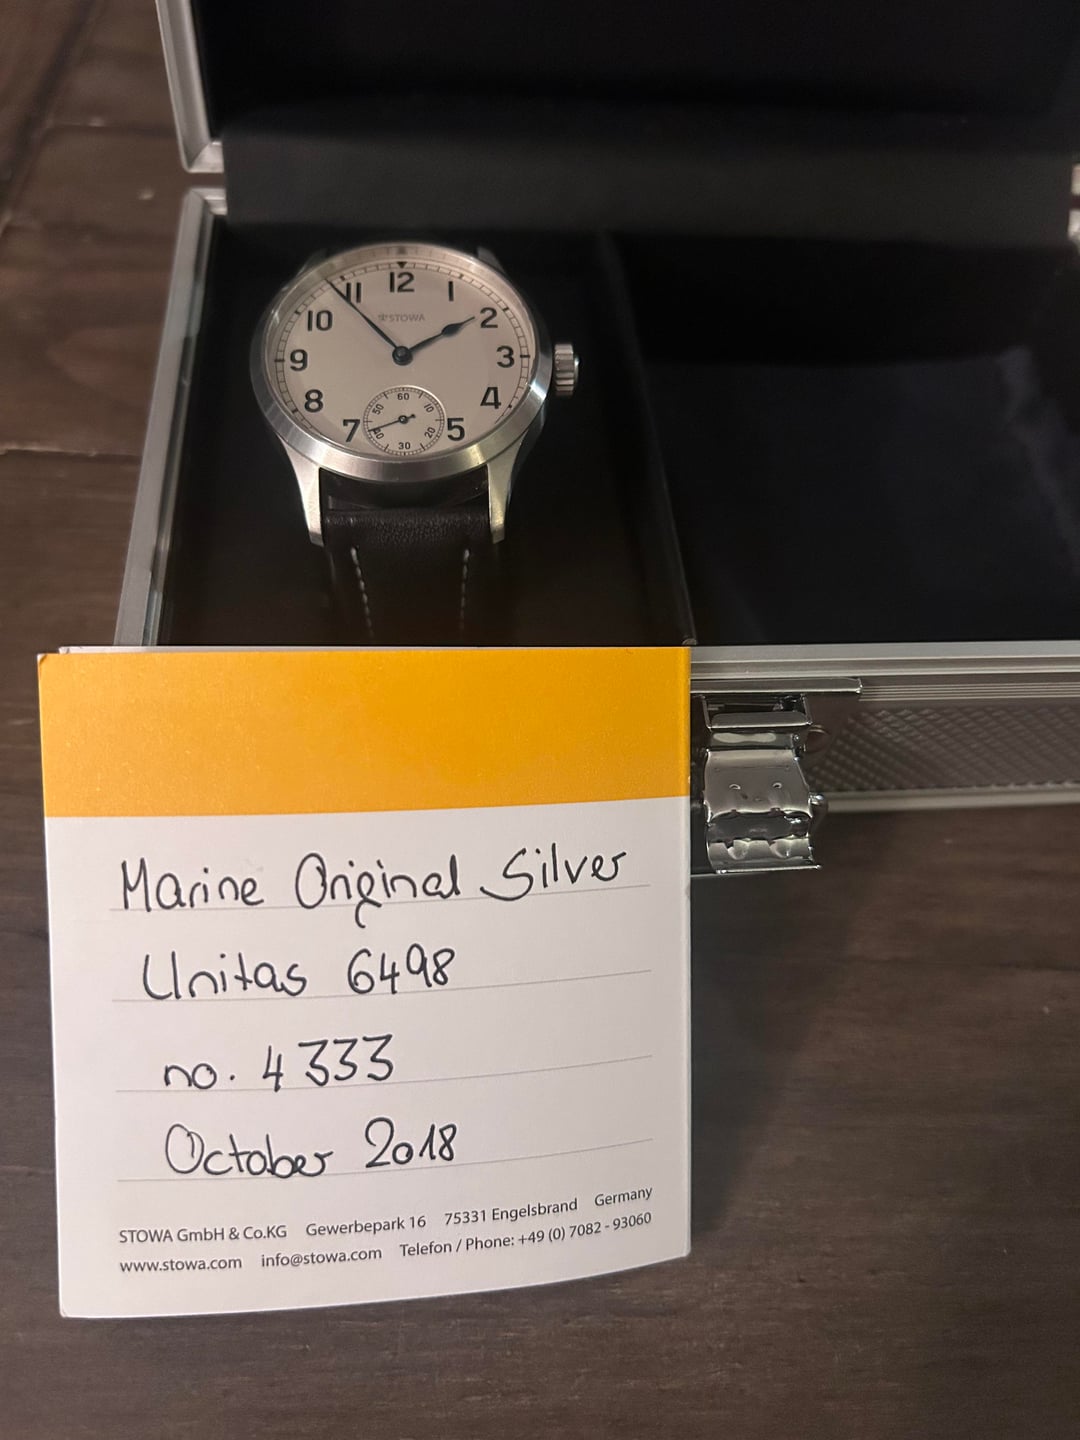 12
11 1
STOWA
10 2
9 3
8 4
60
50 10
7 5
40 20
30
Marine Original Silver
Unitas 6498
no. 4333
October 2018
STOWA GmbH & Co.KG Gewerbepark 16 75331 Engelsbrand Germany
www.stowa.com info@stowa.com Telefon / Phone: +49 (0) 7082 - 93060